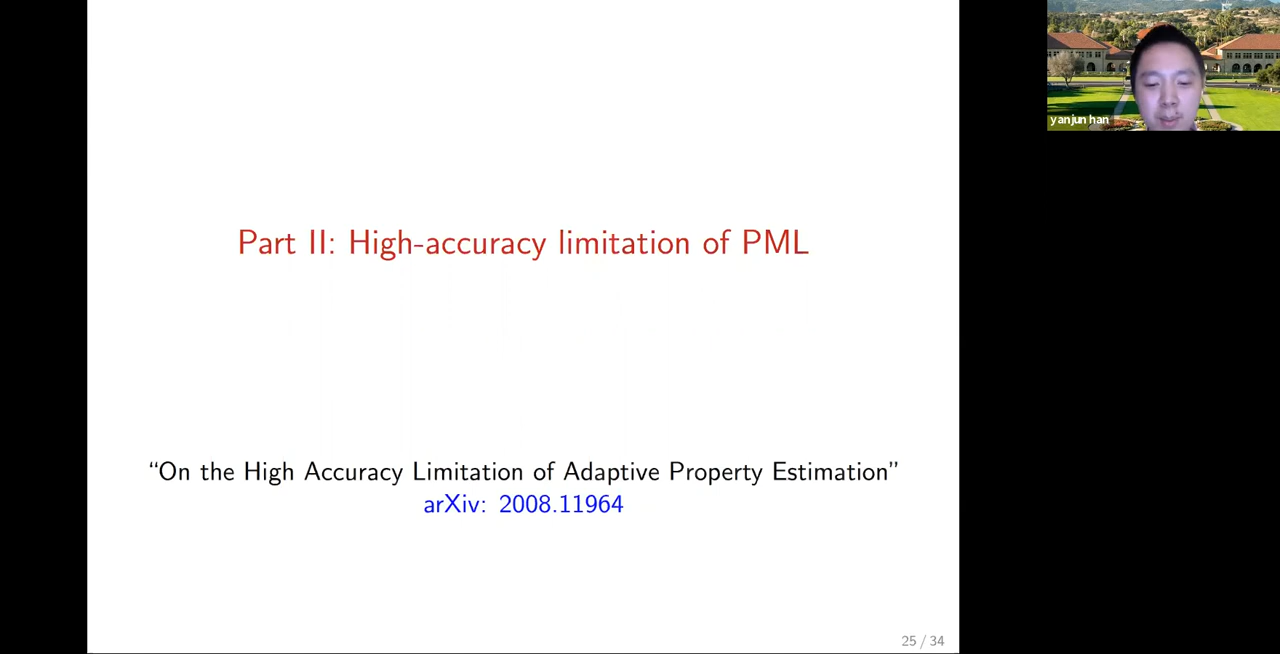 yanjun han
Part II: High-accuracy limitation of PML
“On the High Accuracy Limitation of Adaptive Property Estimation”
arXiv: 2008.11964
25 / 34